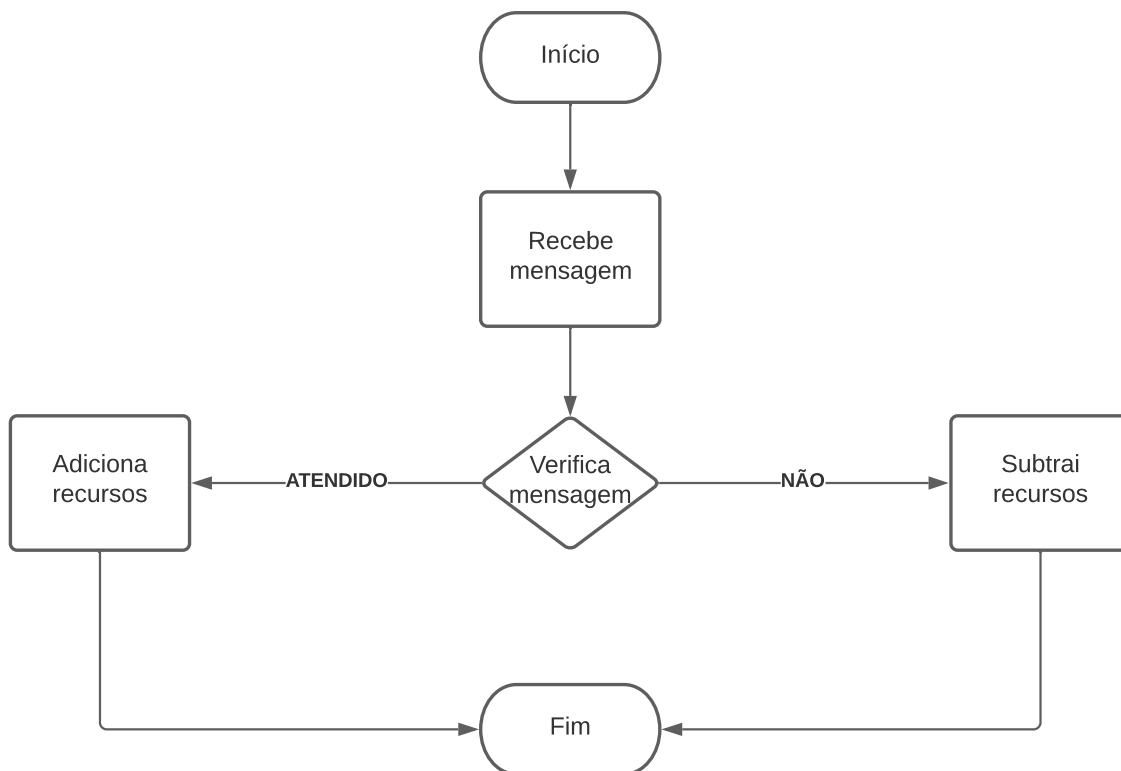 Início
Recebe
mensagem
Adiciona
recursos
ATENDIDO
Verifica
mensagem
NÃO
Subtrai
recursos
Fim